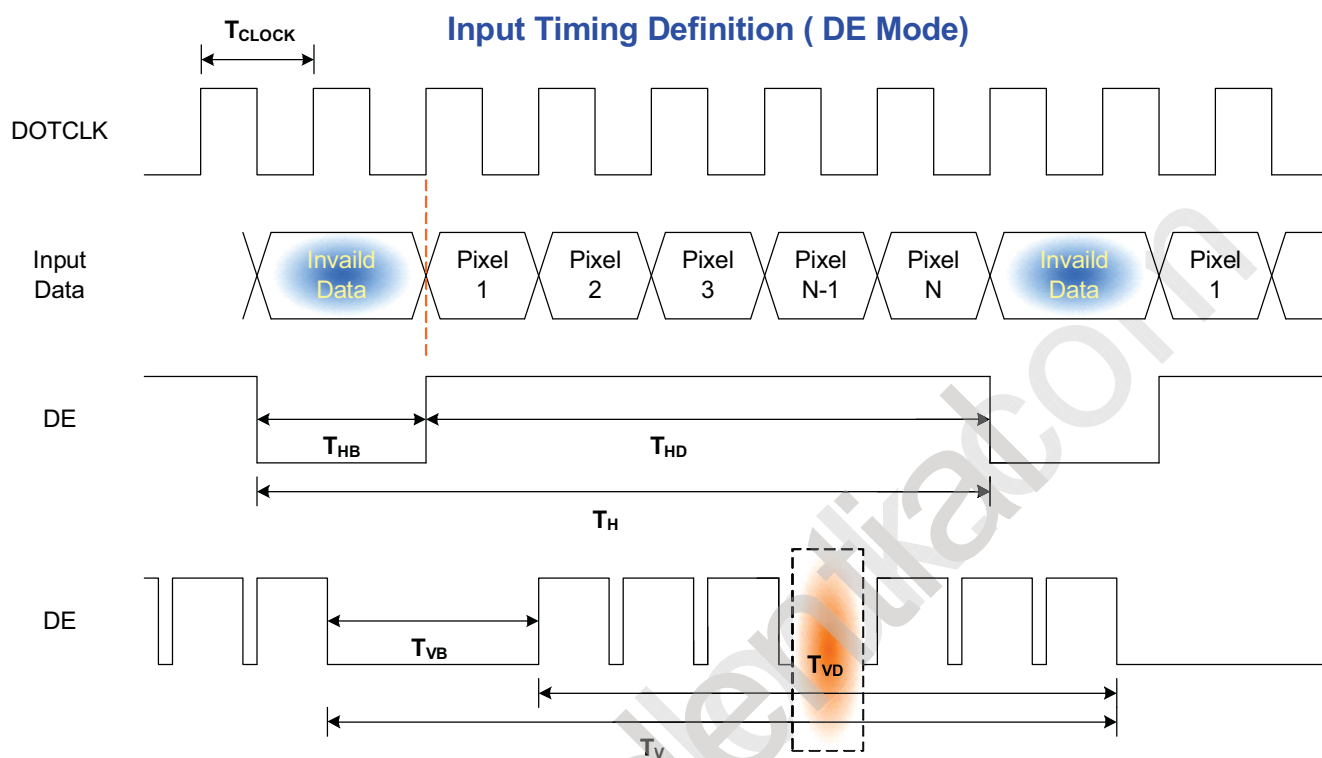 Input Timing Definition ( DE Mode)
TCLOCK
DOTCLK
Input
Data
Invaild
Data
Pixel
1
Pixel
2
Pixel
3
Pixel
N-1
Pixel
N
Invaild
Data
Pixel
1
DE
THB
THD
TH
DE
TVB
TVD
TV